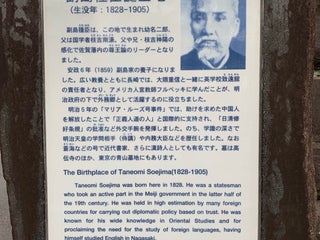 (生没年：1828-1905)
副島種臣は、この地で生まれ幼名二郎、
父は国学者枝吉南濠。父や兄・枝吉神陽の
感化で佐賀藩内の尊王論のリーダーとなり
ました。
安政6年（1859）副島家の養子になりま
した。広い教養とともに長崎では、大隈重信と一緒に英学校致遠館
の責任者となり、アメリカ人宣教師フルベッキに学んだことが、明
治政府の下で外務卿として活躍するのに役立ちました。
明治5年の「マリア・ルーズ号事件」では、助けを求めた中国
人を解放したことで「正義人道の人」と国際的に支持され、「日清修
好条規」の批准など外交手腕を発揮しました。のち、学識の深さで
明治天皇の学問相手（侍講）や内務大臣などを歴任しました。なお
蒼海などの号で近代書家、さらに漢詩人としても有名です。墓は高
伝寺のほか、東京の青山墓地にもあります。
The Birthplace of Taneomi Soejima(1828-1905)
Taneomi Soejima was born here in 1828. He was a statesman
who took an active part in the Meiji government in the latter half
of the 19th century. He was held in high estimation by many foreign
countries for carrying out diplomatic policy based on trust. He was
known for his wide knowledge in Oriental Studies and for
proclaiming the need for the study of foreign languages, having
himself studied English in Nagasaki.